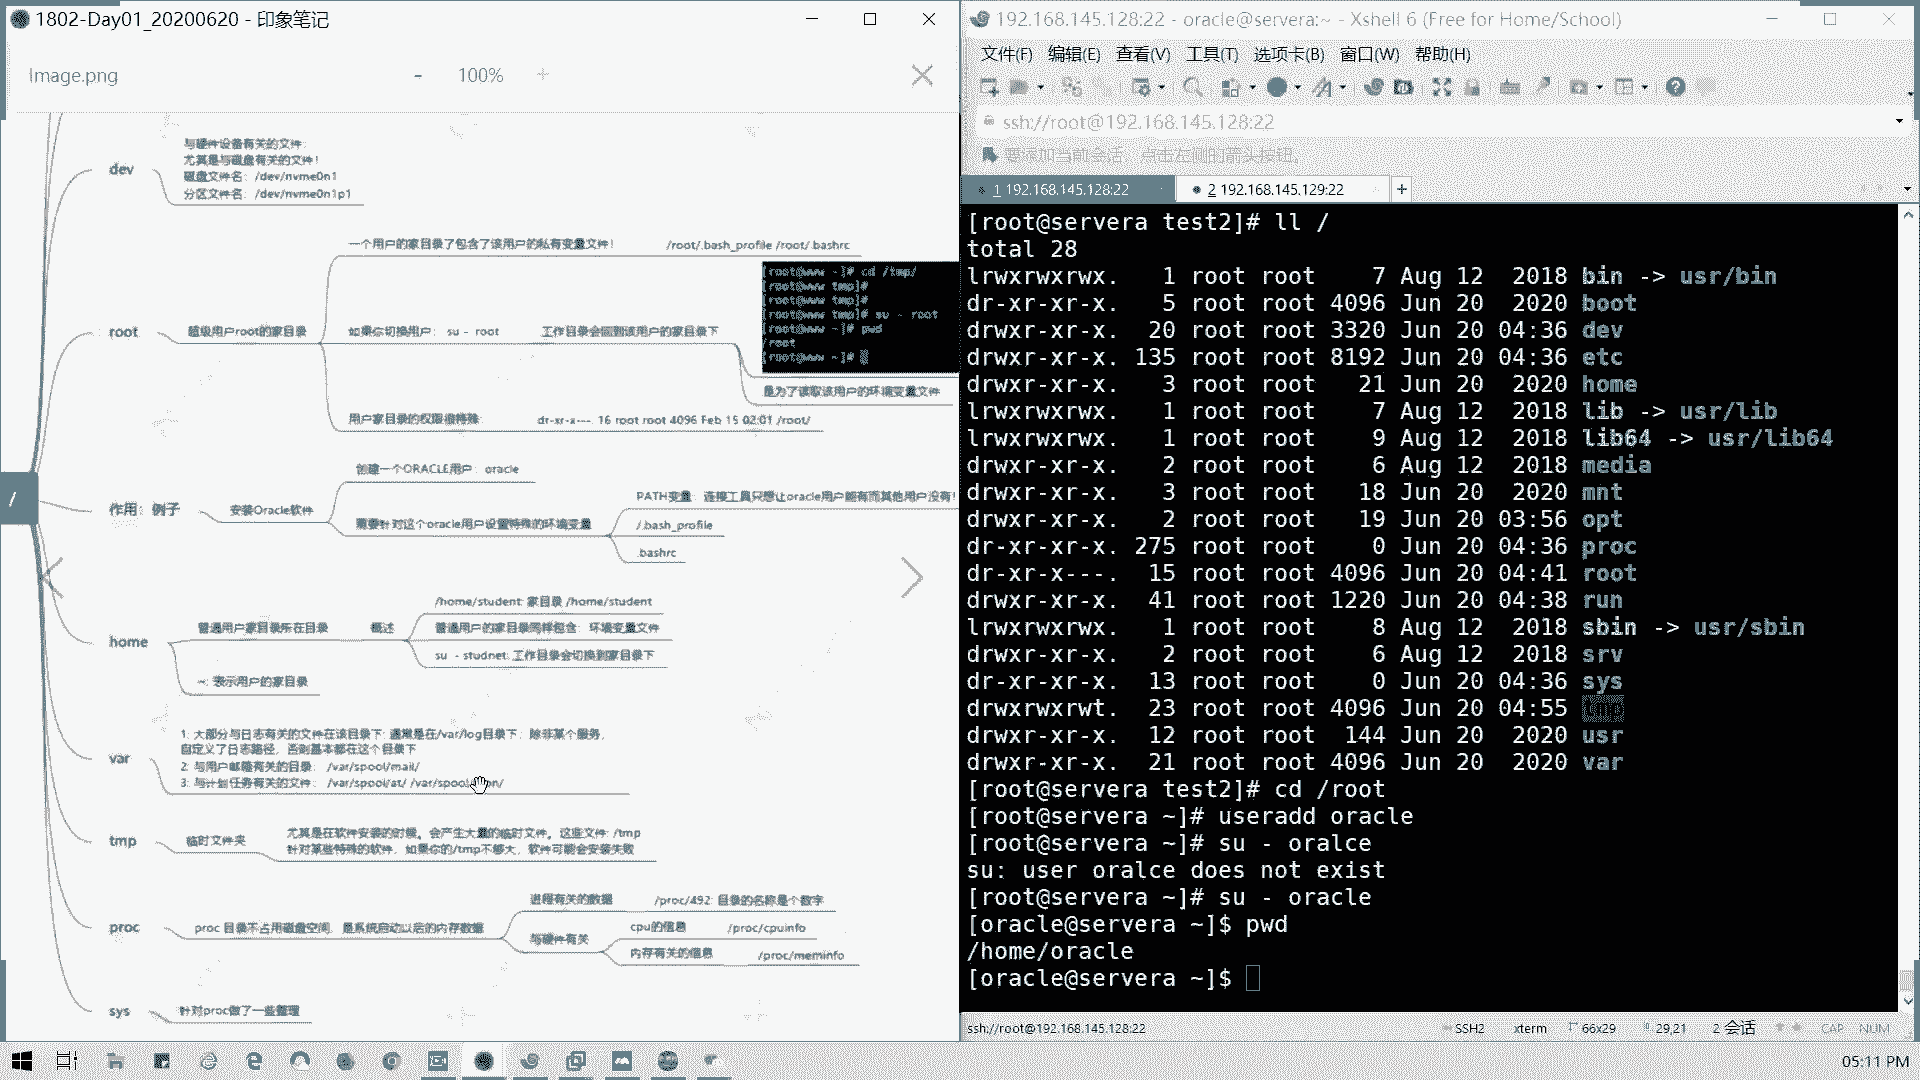 1802-Day01_20200620 - 印象笔记
Image.png
- 100% +
dev
与硬件设备有关的文件:
尤其是与磁盘有关的文件!
磁盘文件名: /dev/nvme0n1
分区文件名: /dev/nvme0n1p1
一个用户的家目录了包含了该用户的私有变量文件!
/root/.bash_profile /root/.bashrc
[root@www ~]# cd /tmp/
[root@www tmp]#
[root@www tmp]#
[root@www tmp]# su - root
[root@www ~]# pwd
/root
[root@www ~]#
root
超级用户root的家目录
如果你切换用户: su - root
工作目录会回到该用户的家目录下
是为了读取该用户的环境变量文件
用户家目录的权限很特殊:
dr-xr-x---. 16 root root 4096 Feb 15 02:01 /root/
/
作用: 例子
安装Oracle软件
创建一个ORACLE用户: oracle
需要针对这个oracle用户设置特殊的环境变量
PATH变量: 连接工具只想让oracle用户能有而其他用户没有!
/.bash_profile
.bashrc
home
普通用户家目录所在目录
概述
/home/student: 家目录 /home/student
普通用户的家目录同样包含: 环境变量文件
su - studnet: 工作目录会切换到家目录下
~: 表示用户的家目录
var
1: 大部分与日志有关的文件在该目录下: 通常是在/var/log目录下: 除非某个服务,
自定义了日志路径, 否则基本都在这个目录下
2: 与用户邮箱有关的目录: /var/spool/mail/
3: 与计划任务有关的文件: /var/spool/at/ /var/spool
tmp
临时文件夹
尤其是在软件安装的时候, 会产生大量的临时文件, 这些文件: /tmp
针对某些特殊的软件, 如果你的/tmp不够大, 软件可能会安装失败
proc
proc 目录不占用磁盘空间, 是系统启动以后的内存数据
进程有关的数据
/proc/492: 目录的名称是个数字
与硬件有关
cpu的信息
/proc/cpuinfo
内存有关的信息
/proc/meminfo
sys
针对proc做了一些整理
192.168.145.128:22 - oracle@servera:~ - Xshell 6 (Free for Home/School)
文件(F) 编辑(E) 查看(V) 工具(T) 选项卡(B) 窗口(W) 帮助(H)
ssh://root@192.168.145.128:22
要添加当前会话, 点击左侧的箭头按钮。
1 192.168.145.128:22
2 192.168.145.129:22
+
[root@servera test2]# ll /
total 28
lrwxrwxrwx. 1 root root 7 Aug 12 2018 bin -> usr/bin
dr-xr-xr-x. 5 root root 4096 Jun 20 2020 boot
drwxr-xr-x. 20 root root 3320 Jun 20 04:36 dev
drwxr-xr-x. 135 root root 8192 Jun 20 04:36 etc
drwxr-xr-x. 3 root root 21 Jun 20 2020 home
lrwxrwxrwx. 1 root root 7 Aug 12 2018 lib -> usr/lib
lrwxrwxrwx. 1 root root 9 Aug 12 2018 lib64 -> usr/lib64
drwxr-xr-x. 2 root root 6 Aug 12 2018 media
drwxr-xr-x. 3 root root 18 Jun 20 2020 mnt
drwxr-xr-x. 2 root root 19 Jun 20 03:56 opt
dr-xr-xr-x. 275 root root 0 Jun 20 04:36 proc
dr-xr-x---. 15 root root 4096 Jun 20 04:41 root
drwxr-xr-x. 41 root root 1220 Jun 20 04:38 run
lrwxrwxrwx. 1 root root 8 Aug 12 2018 sbin -> usr/sbin
drwxr-xr-x. 2 root root 6 Aug 12 2018 srv
dr-xr-xr-x. 13 root root 0 Jun 20 04:36 sys
drwxrwxrwt. 23 root root 4096 Jun 20 04:55 tmp
drwxr-xr-x. 12 root root 144 Jun 20 2020 usr
drwxr-xr-x. 21 root root 4096 Jun 20 2020 var
[root@servera test2]# cd /root
[root@servera ~]# useradd oracle
[root@servera ~]# su - oralce
su: user oralce does not exist
[root@servera ~]# su - oracle
[oracle@servera ~]$ pwd
/home/oracle
[oracle@servera ~]$
ssh://root@192.168.145.128:22
SSH2
xterm
66x29
29,21
2 会话
CAP
NUM
05:11 PM